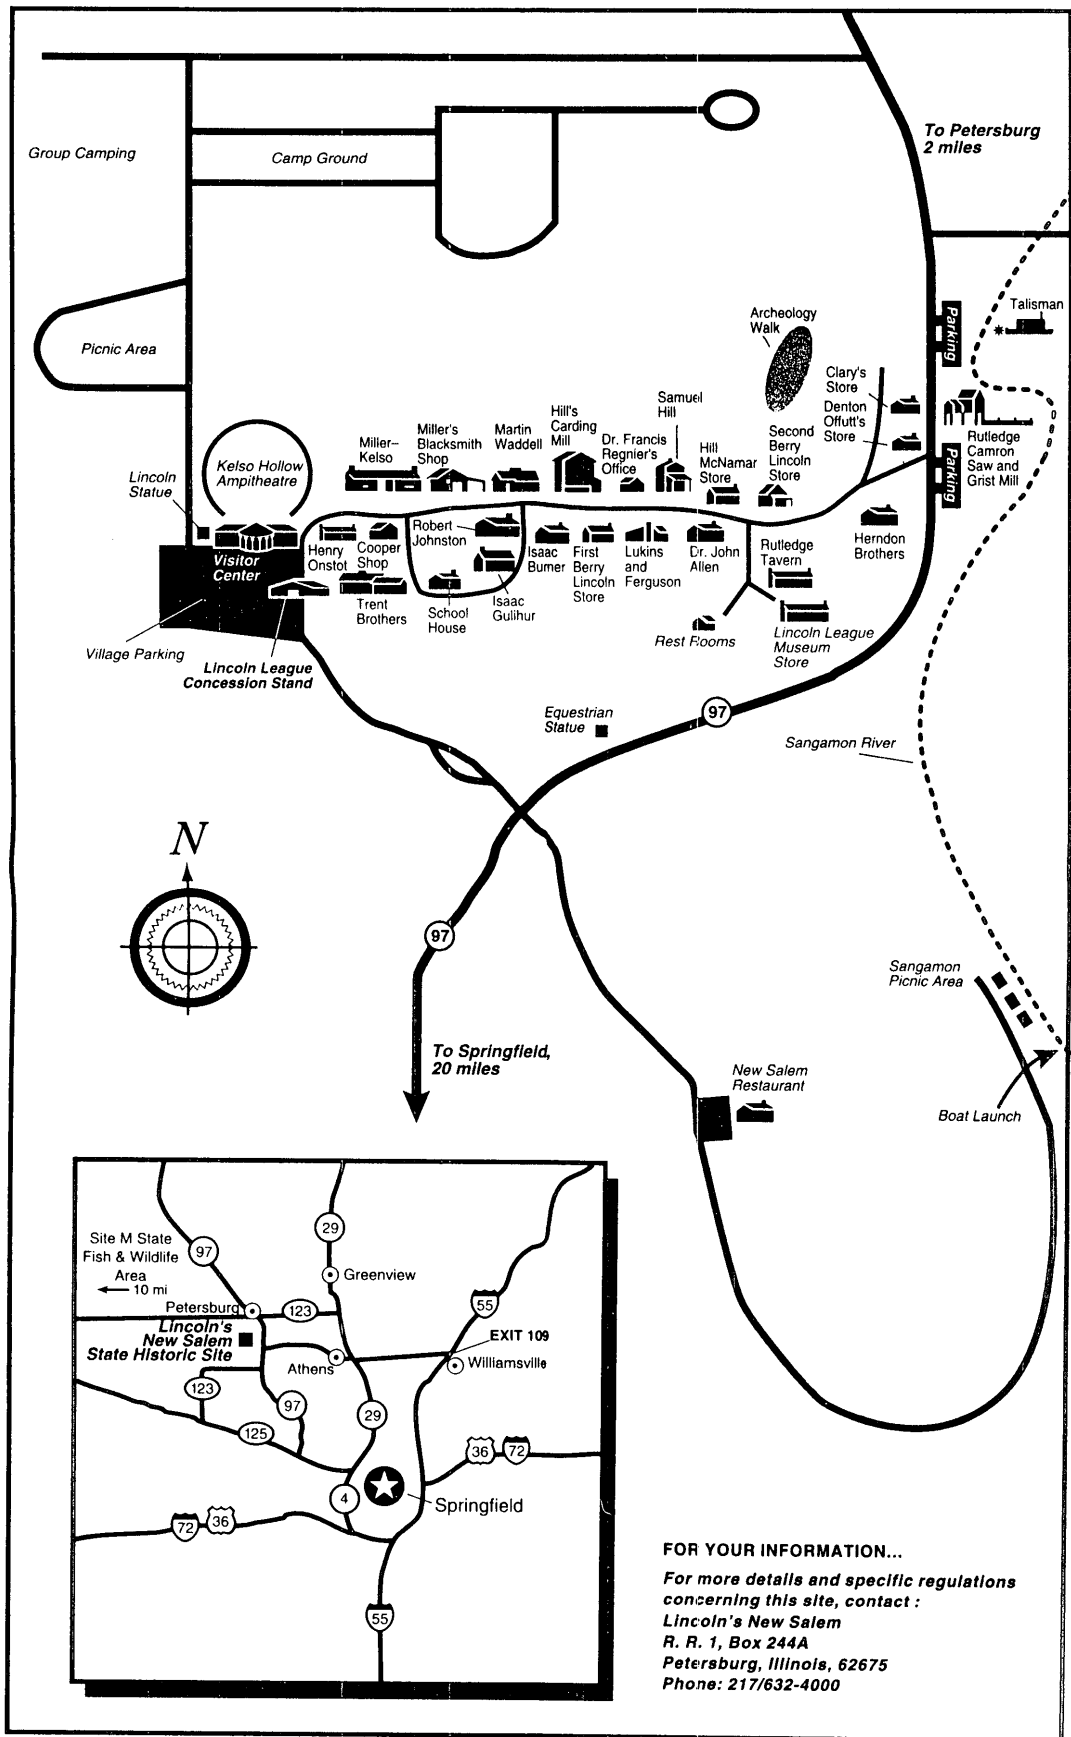 To Petersburg
2 miles
Group Camping
Camp Ground
Picnic Area
Talisman
Parking
Archeology
Walk
Clary's
Store
Denton
Offutt's
Store
Rutledge
Camron
Saw and
Grist Mill
Parking
Kelso Hollow
Ampitheatre
Lincoln
Statue
Miller–
Kelso
Miller's
Blacksmith
Shop
Martin
Waddell
Hill's
Carding
Mill
Dr. Francis
Regnier's
Office
Samuel
Hill
Hill
McNamar
Store
Second
Berry
Lincoln
Store
Visitor
Center
Henry
Onstot
Cooper
Shop
Robert
Johnston
Isaac
Burner
First
Berry
Lincoln
Store
Lukins
and
Ferguson
Dr. John
Allen
Rutledge
Tavern
Herndon
Brothers
Trent
Brothers
School
House
Isaac
Gulihur
Rest Rooms
Lincoln League
Museum
Store
Village Parking
Lincoln League
Concession Stand
Equestrian
Statue
97
Sangamon River
N
97
Sangamon
Picnic Area
To Springfield,
20 miles
New Salem
Restaurant
Boat Launch
Site M State
Fish & Wildlife
Area
10 mi
97
29
Greenview
Petersburg
123
55
Lincoln's
New Salem
State Historic Site
EXIT 109
Athens
Williamsville
123
97
29
125
36
72
4
Springfield
72
36
55
FOR YOUR INFORMATION...
For more details and specific regulations
concerning this site, contact :
Lincoln's New Salem
R. R. 1, Box 244A
Petersburg, Illinois, 62675
Phone: 217/632-4000